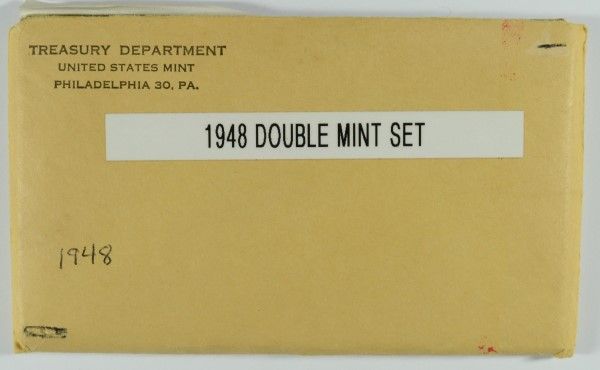 TREASURY DEPARTMENT
UNITED STATES MINT
PHILADELPHIA 30, PA.
1948 DOUBLE MINT SET
1948